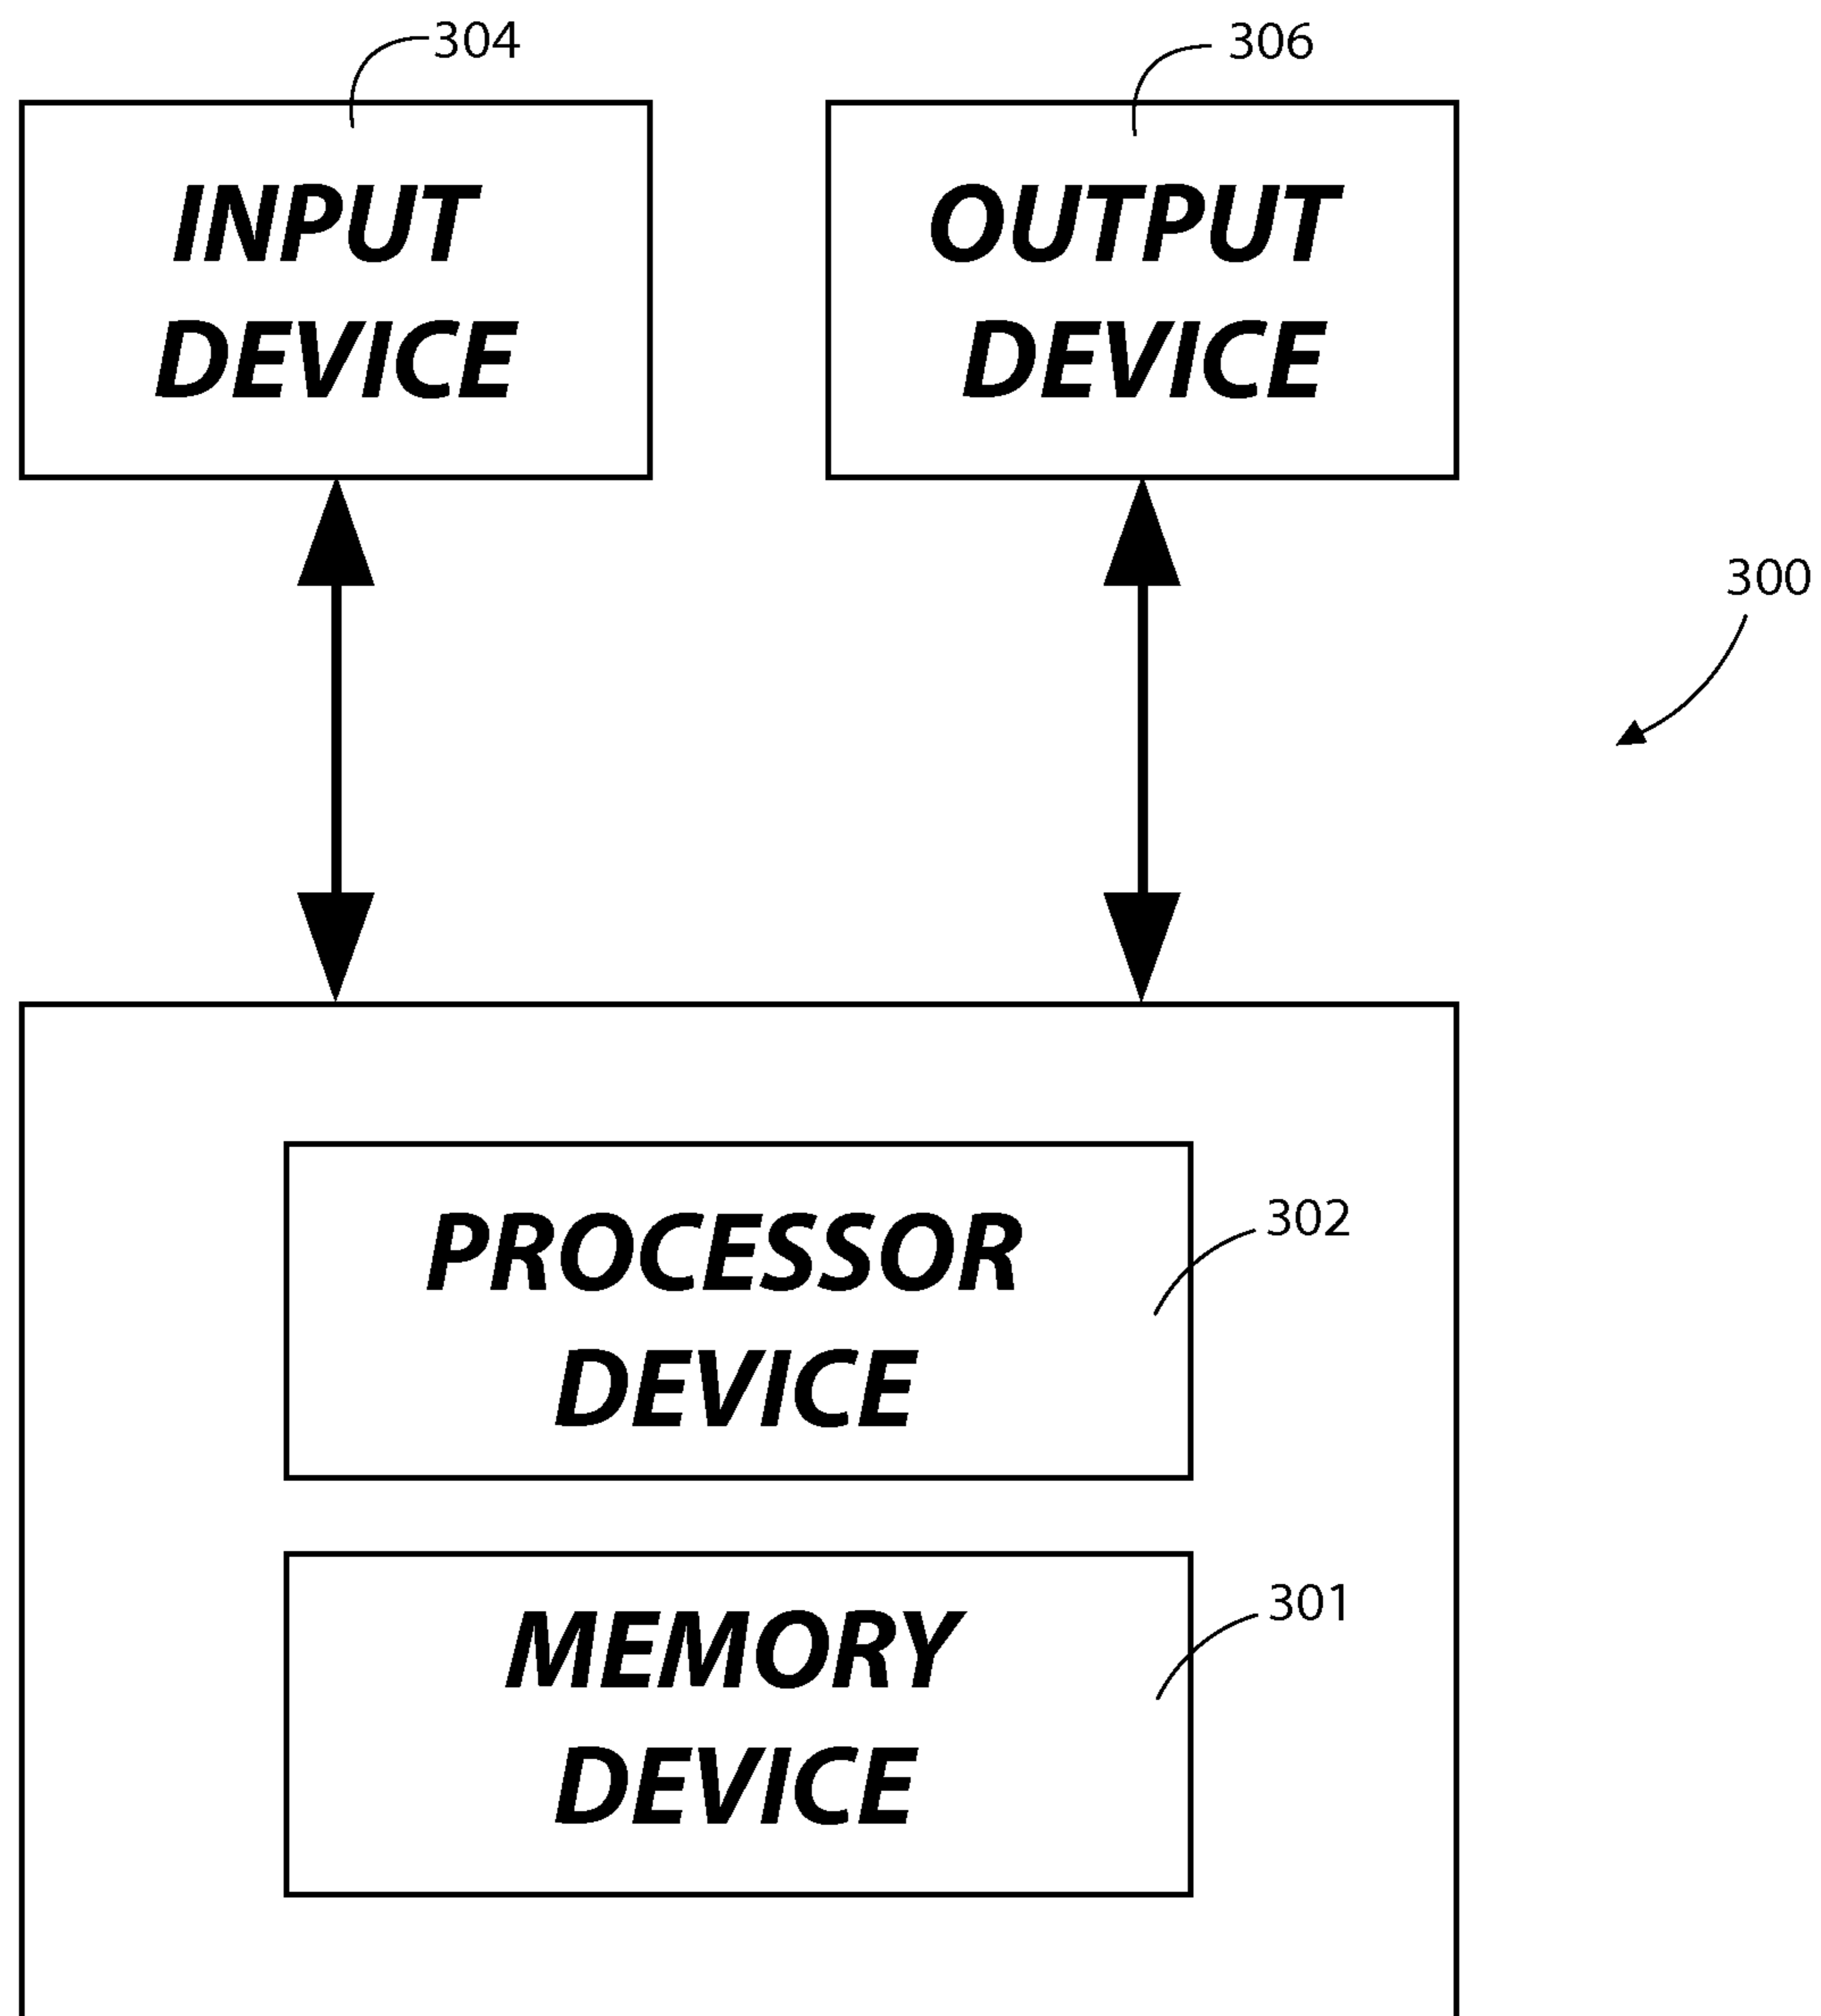 304
306
INPUT
DEVICE
OUTPUT
DEVICE
300
PROCESSOR
DEVICE
302
MEMORY
DEVICE
301